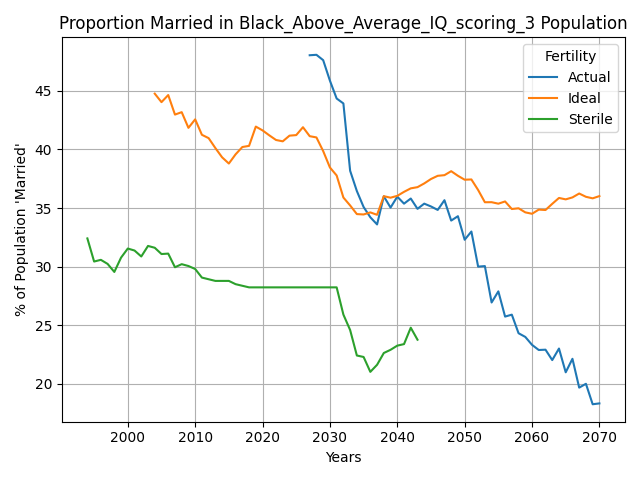 Proportion Married in Black_Above_Average_IQ_scoring_3 Population
Fertility
Actual
Ideal
Sterile
% of Population 'Married'
45
40
35
30
25
20
2000
2010
2020
2030
2040
2050
2060
2070
Years